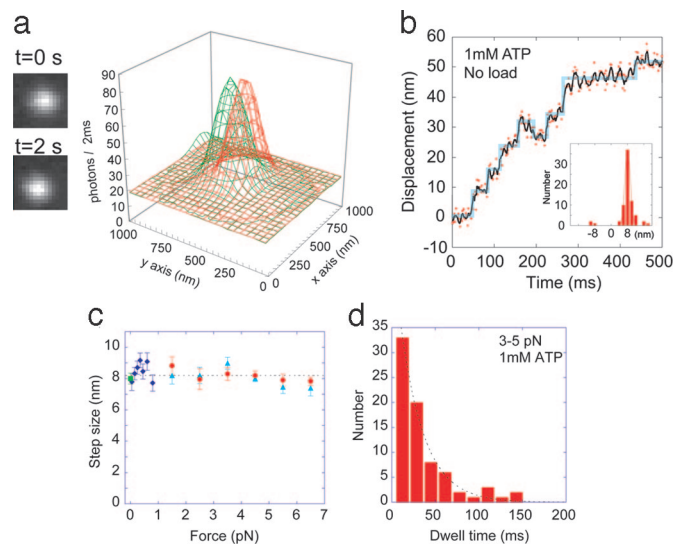 a
t=0 s
t=2 s
90
80
70
60
50
40
30
20
10
0
photons / 2ms
1000
750
500
250
0
y axis (nm)
0
250
500
750
1000
x axis (nm)
b
1mM ATP
No load
60
50
40
30
20
10
0
-10
Displacement (nm)
0 100 200 300 400 500
Time (ms)
30
20
10
0
Number
-8 0 8 (nm)
c
10
8
6
4
2
0
Step size (nm)
0 1 2 3 4 5 6 7
Force (pN)
d
3-5 pN
1mM ATP
35
30
25
20
15
10
5
0
Number
0 50 100 150 200
Dwell time (ms)